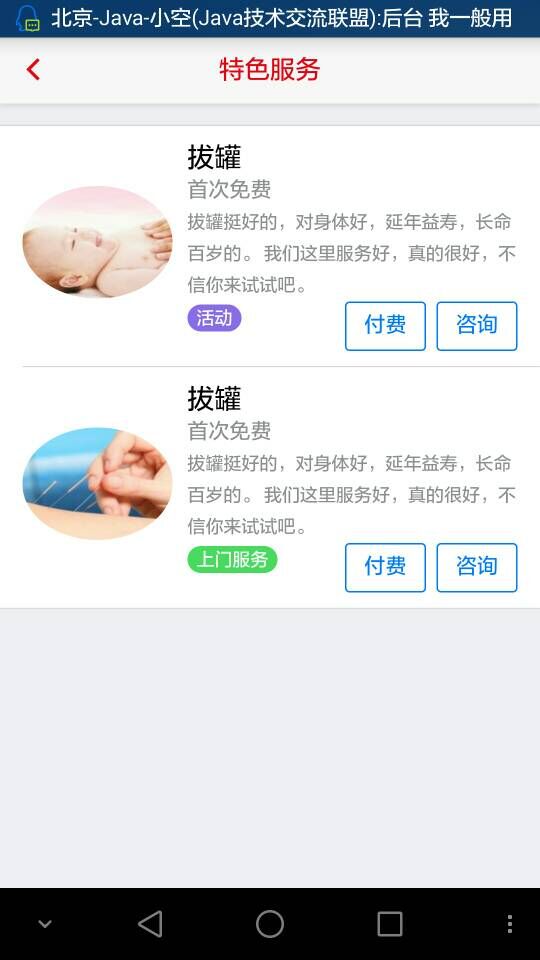 北京-Java-小空(Java技术交流联盟):后台 我一般用
特色服务
拔罐
首次免费
拔罐挺好的，对身体好，延年益寿，长命
百岁的。我们这里服务好，真的很好，不
信你来试试吧。
活动
付费
咨询
拔罐
首次免费
拔罐挺好的，对身体好，延年益寿，长命
百岁的。我们这里服务好，真的很好，不
信你来试试吧。
上门服务
付费
咨询